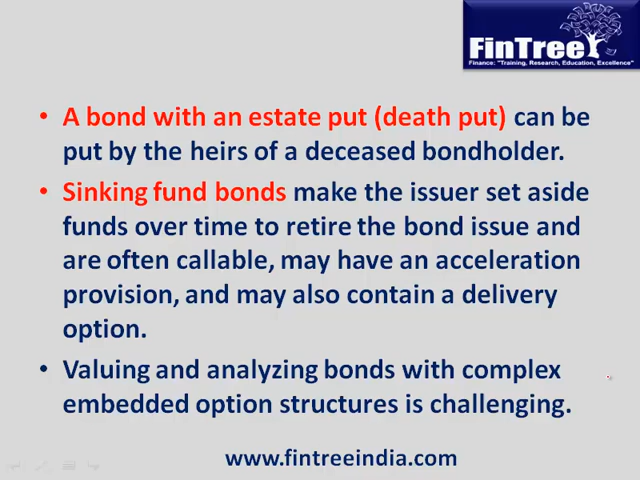 FinTree
Finance: "Training, Research, Education, Excellence"
• A bond with an estate put (death put) can be
put by the heirs of a deceased bondholder.
• Sinking fund bonds make the issuer set aside
funds over time to retire the bond issue and
are often callable, may have an acceleration
provision, and may also contain a delivery
option.
• Valuing and analyzing bonds with complex
embedded option structures is challenging.
www.fintreeindia.com